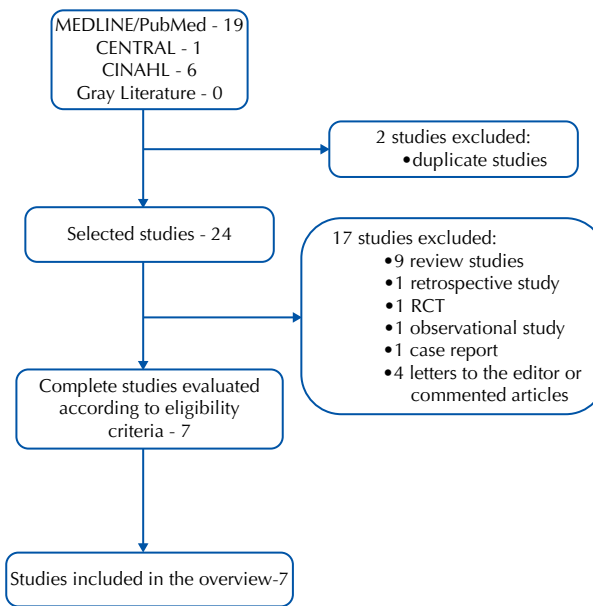 MEDLINE/PubMed - 19
CENTRAL - 1
CINAHL - 6
Gray Literature - 0
2 studies excluded:
•duplicate studies
Selected studies - 24
17 studies excluded:
•9 review studies
•1 retrospective study
•1 RCT
•1 observational study
•1 case report
•4 letters to the editor or
commented articles
Complete studies evaluated
according to eligibility
criteria - 7
Studies included in the overview-7